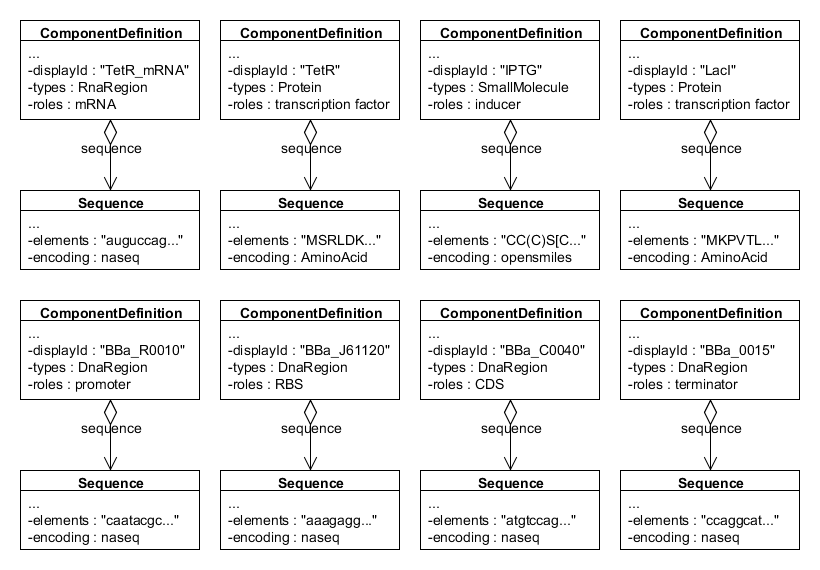 ComponentDefinition
...
-displayId : "TetR_mRNA"
-types : RnaRegion
-roles : mRNA
sequence
Sequence
...
-elements : "auguccag..."
-encoding : naseq
ComponentDefinition
...
-displayId : "TetR"
-types : Protein
-roles : transcription factor
sequence
Sequence
...
-elements : "MSRLDK..."
-encoding : AminoAcid
ComponentDefinition
...
-displayId : "IPTG"
-types : SmallMolecule
-roles : inducer
sequence
Sequence
...
-elements : "CC(C)S[C..."
-encoding : opensmiles
ComponentDefinition
...
-displayId : "LacI"
-types : Protein
-roles : transcription factor
sequence
Sequence
...
-elements : "MKPVTL..."
-encoding : AminoAcid
ComponentDefinition
...
-displayId : "BBa_R0010"
-types : DnaRegion
-roles : promoter
sequence
Sequence
...
-elements : "caatacgc..."
-encoding : naseq
ComponentDefinition
...
-displayId : "BBa_J61120"
-types : DnaRegion
-roles : RBS
sequence
Sequence
...
-elements : "aaagagg..."
-encoding : naseq
ComponentDefinition
...
-displayId : "BBa_C0040"
-types : DnaRegion
-roles : CDS
sequence
Sequence
...
-elements : "atgtccag..."
-encoding : naseq
ComponentDefinition
...
-displayId : "BBa_0015"
-types : DnaRegion
-roles : terminator
sequence
Sequence
...
-elements : "ccaggcat..."
-encoding : naseq